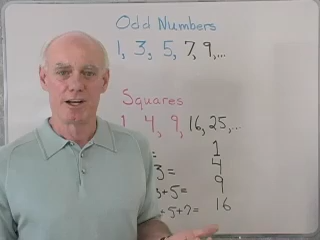 Odd Numbers
1, 3, 5, 7, 9,...
Squares
1 4, 9, 16, 25,...
= 1
3= 4
+5= 9
+5+7= 16